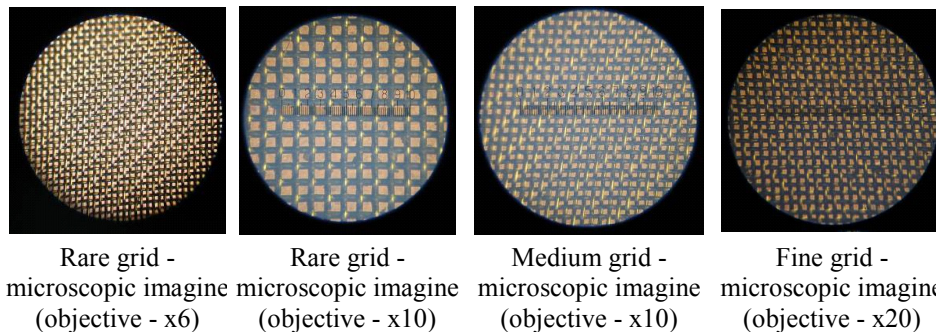 Rare grid -
microscopic imagine
(objective - x6)
Rare grid -
microscopic imagine
(objective - x10)
Medium grid -
microscopic imagine
(objective - x10)
Fine grid -
microscopic imagine
(objective - x20)